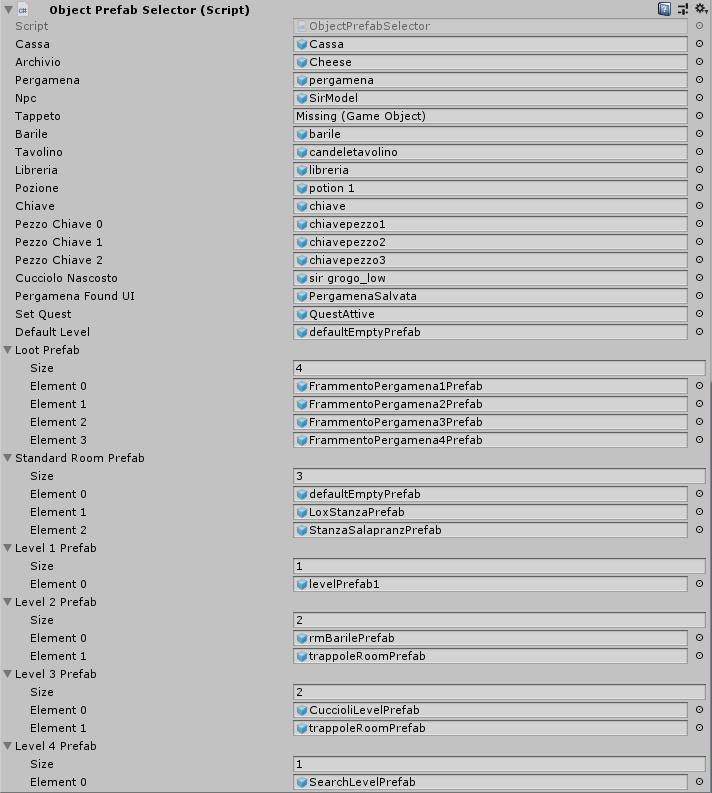 Object Prefab Selector (Script)
Script ObjectPrefabSelector
Cassa Cassa
Archivio Cheese
Pergamena pergamena
Npc SirModel
Tappeto Missing (Game Object)
Barile barile
Tavolino candeletavolino
Libreria libreria
Pozione potion 1
Chiave chiave
Pezzo Chiave 0 chiavepezzo1
Pezzo Chiave 1 chiavepezzo2
Pezzo Chiave 2 chiavepezzo3
Cucciolo Nascosto sir grogo_low
Pergamena Found UI PergamenaSalvata
Set Quest QuestAttive
Default Level defaultEmptyPrefab
Loot Prefab
Size 4
Element 0 FrammentoPergamena1Prefab
Element 1 FrammentoPergamena2Prefab
Element 2 FrammentoPergamena3Prefab
Element 3 FrammentoPergamena4Prefab
Standard Room Prefab
Size 3
Element 0 defaultEmptyPrefab
Element 1 LoxStanzaPrefab
Element 2 StanzaSalapranzPrefab
Level 1 Prefab
Size 1
Element 0 levelPrefab1
Level 2 Prefab
Size 2
Element 0 rmBarilePrefab
Element 1 trappoleRoomPrefab
Level 3 Prefab
Size 2
Element 0 CuccioliLevelPrefab
Element 1 trappoleRoomPrefab
Level 4 Prefab
Size 1
Element 0 SearchLevelPrefab